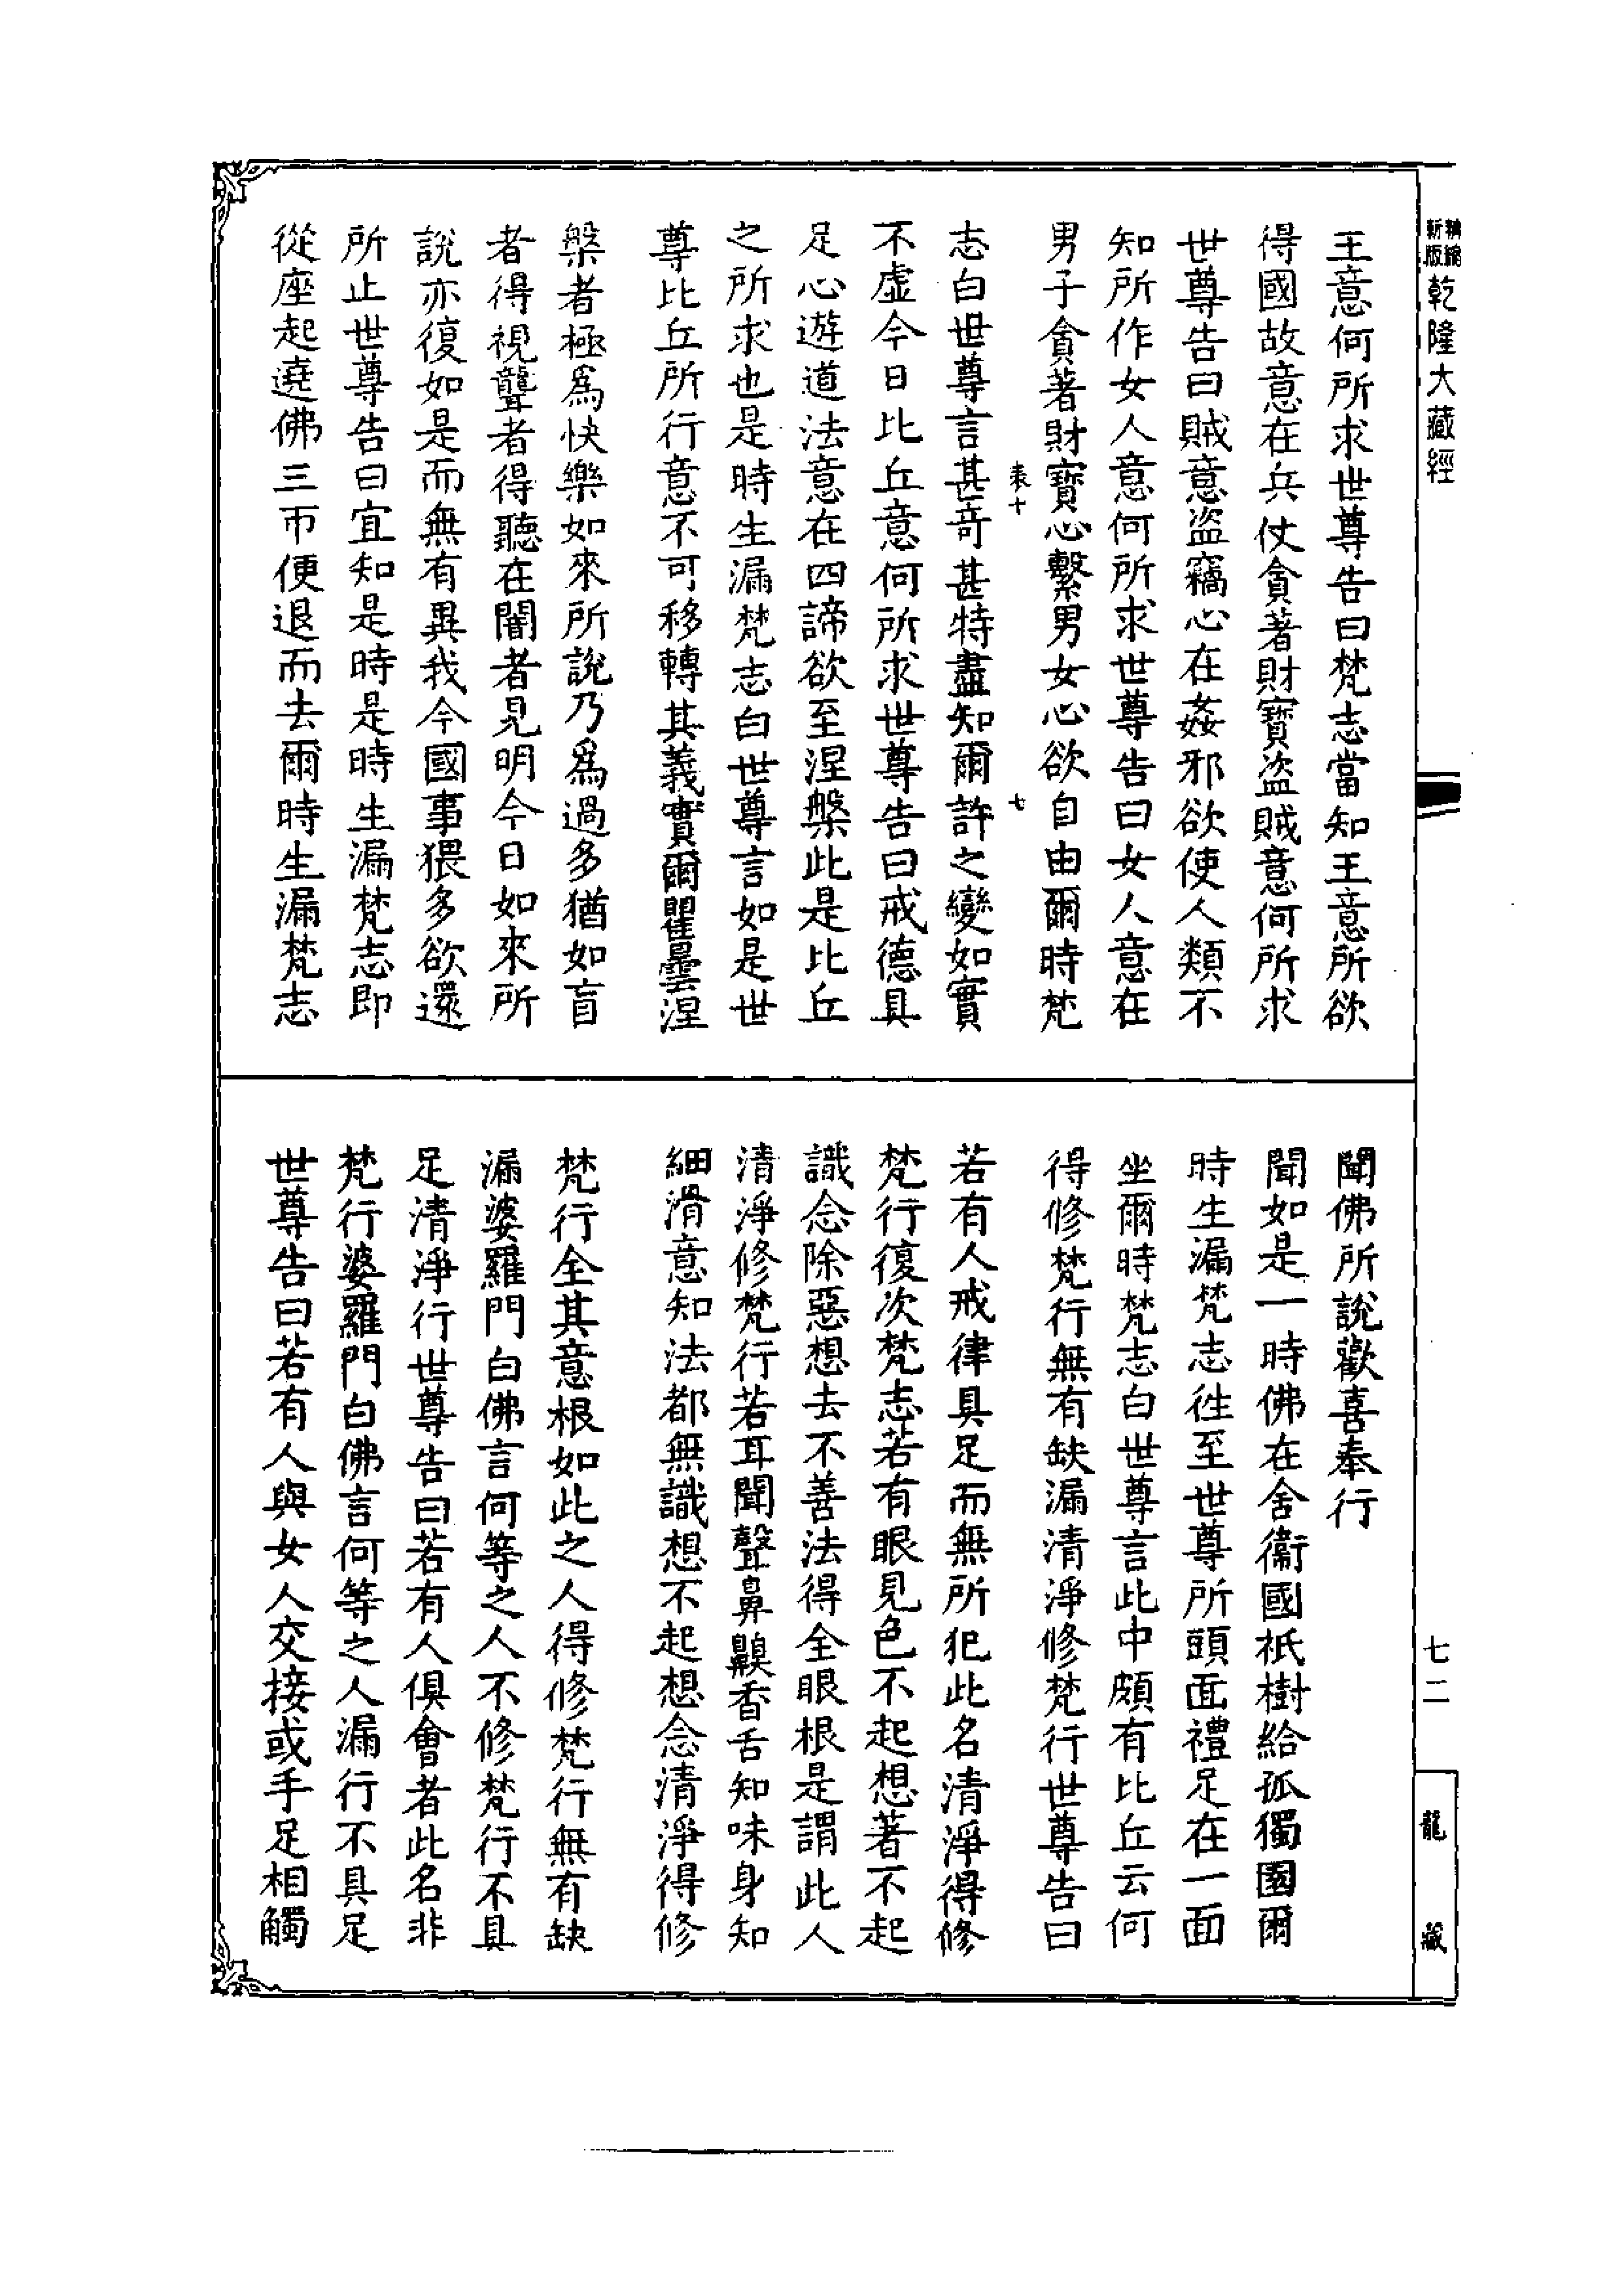 精縮新版乾隆大藏經
王意何所求世尊告曰梵志當知王意所欲
得國故意在兵仗貪著財寶盜賊意何所求
世尊告曰賊意盜竊心在姦邪欲使人類不
知所作女人意何所求世尊告曰女人意在
男子貪著財寶心繫男女心欲自由爾時梵
表十 七
志白世尊言甚奇甚特盡知爾許之變如實
不虛今日比丘意何所求世尊告曰戒德具
足心遊道法意在四諦欲至涅槃此是比丘
之所求也是時生漏梵志白世尊言如是世
尊比丘所行意不可移轉其義實爾瞿曇涅
槃者極為快樂如來所說乃為過多猶如盲
者得視聾者得聽在闇者見明今日如來所
說亦復如是而無有異我今國事猥多欲還
所止世尊告曰宜知是時是時生漏梵志即
從座起遶佛三帀便退而去爾時生漏梵志
聞佛所說歡喜奉行
聞如是一時佛在舍衞國祇樹給孤獨園爾
時生漏梵志往至世尊所頭面禮足在一面
坐爾時梵志白世尊言此中頗有比丘云何
得修梵行無有缺漏清淨修梵行世尊告曰
若有人戒律具足而無所犯此名清淨得修
梵行復次梵志若有眼見色不起想著不起
識念除惡想去不善法得全眼根是謂此人
清淨修梵行若耳聞聲鼻齅香舌知味身知
細滑意知法都無識想不起想念清淨得修
梵行全其意根如此之人得修梵行無有缺
漏婆羅門白佛言何等之人不修梵行不具
足清淨行世尊告曰若有人俱會者此名非
梵行婆羅門白佛言何等之人漏行不具足
世尊告曰若有人與女人交接或手足相觸
七二
龍藏